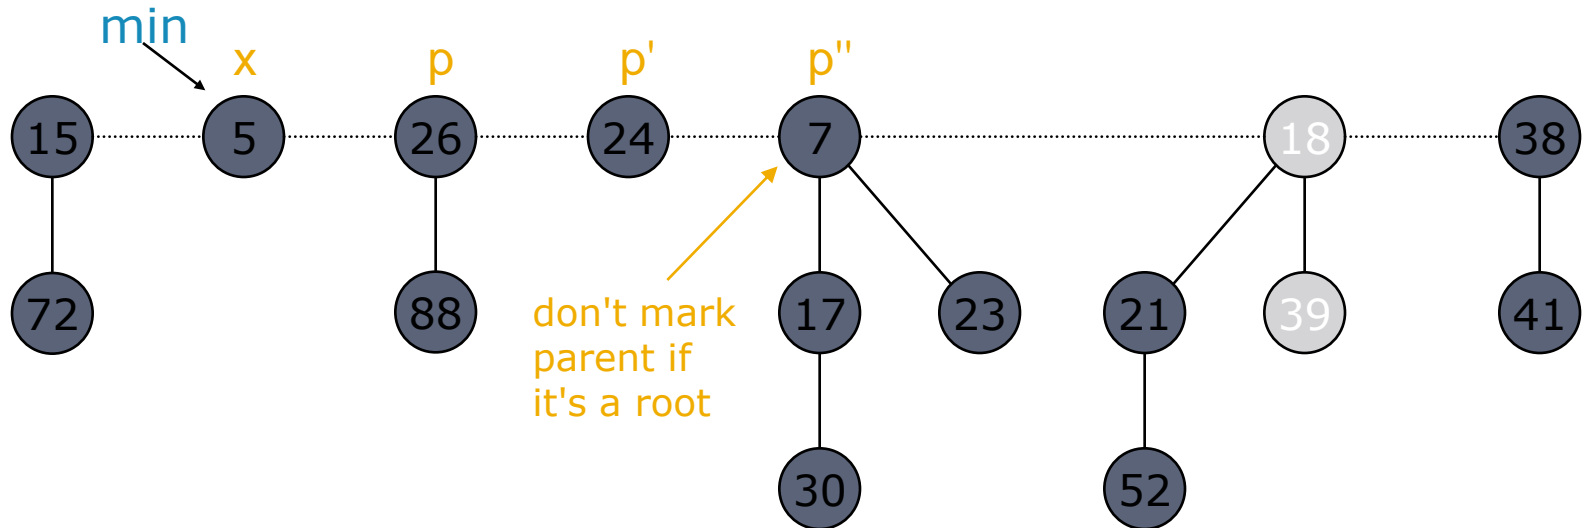 min
x p p' p"
15 5 26 24 7 18 38
72 88 17 23 21 39 41
don't mark
parent if
it's a root
30 52